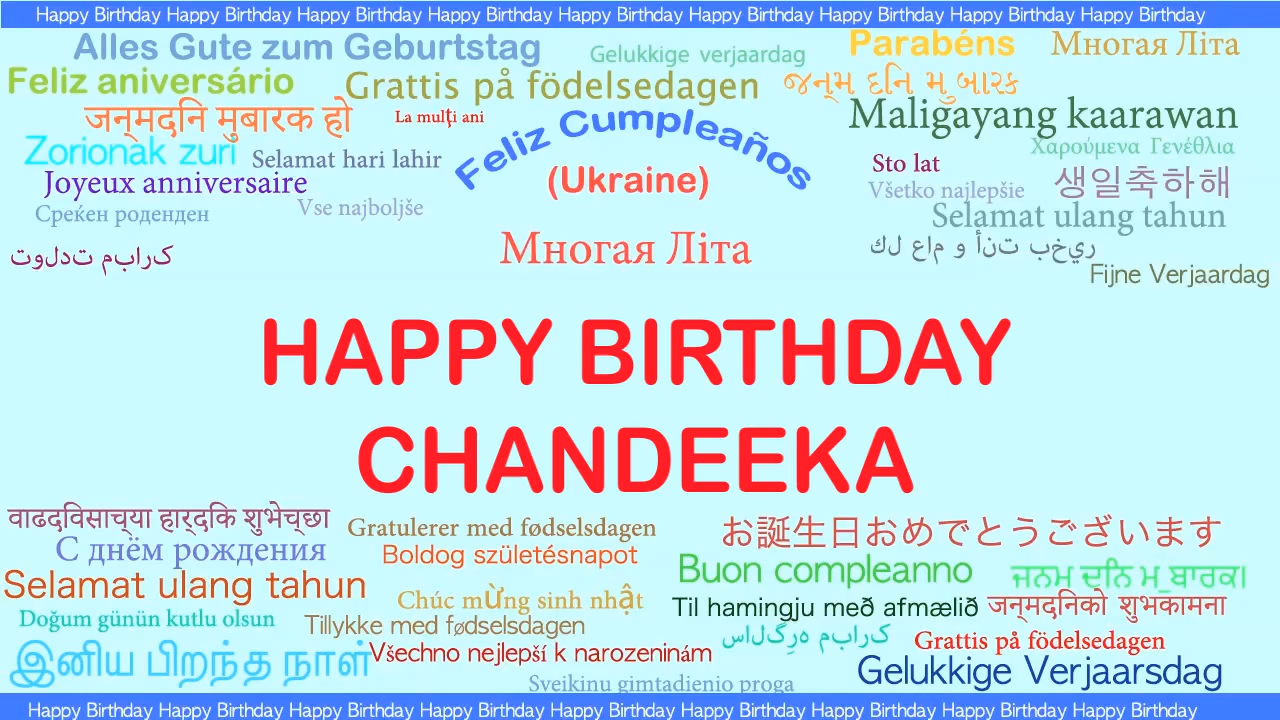 Happy Birthday Happy Birthday Happy Birthday Happy Birthday Happy Birthday Happy Birthday Happy Birthday Happy Birthday Happy Birthday
Alles Gute zum Geburtstag
Gelukkige verjaardag
Parabéns
Многая Літа
Feliz aniversário
Grattis på födelsedagen
જન્મ દનિ મુબારક
जन्मदनि मुबारक हो
La mulţi ani
Feliz Cumpleaños
Maligayang kaarawan
Zorionak zuri
Selamat hari lahir
Χαρούμενα Γενέθλια
Sto lat
(Ukraine)
Joyeux anniversaire
Všetko najlepšie
생일축하해
Среќен роденден
Vse najboljše
Selamat ulang tahun
Многая Літа
تولدت مبارک
كل عام و أنت بخير
Fijne Verjaardag
HAPPY BIRTHDAY
CHANDEEKA
वाढदविसाच्या हार्दकि शुभेच्छा
Gratulerer med fødselsdagen
お誕生日おめでとうございます
С днём рождения
Boldog születésnapot
Selamat ulang tahun
Buon compleanno
ਜਨਮ ਦਨਿ ਮੁਬਾਰਕ।
Chúc mừng sinh nhật
Til hamingju með afmælið
जन्मदनिको शुभकामना
Doğum günün kutlu olsun
Tillykke med fødselsdagen
سالگرہ مبارک
Grattis på födelsedagen
இனிய பிறந்த நாள்
Všechno nejlepší k narozeninám
Gelukkige Verjaarsdag
Sveikinu gimtadienio proga
Happy Birthday Happy Birthday Happy Birthday Happy Birthday Happy Birthday Happy Birthday Happy Birthday Happy Birthday Happy Birthday